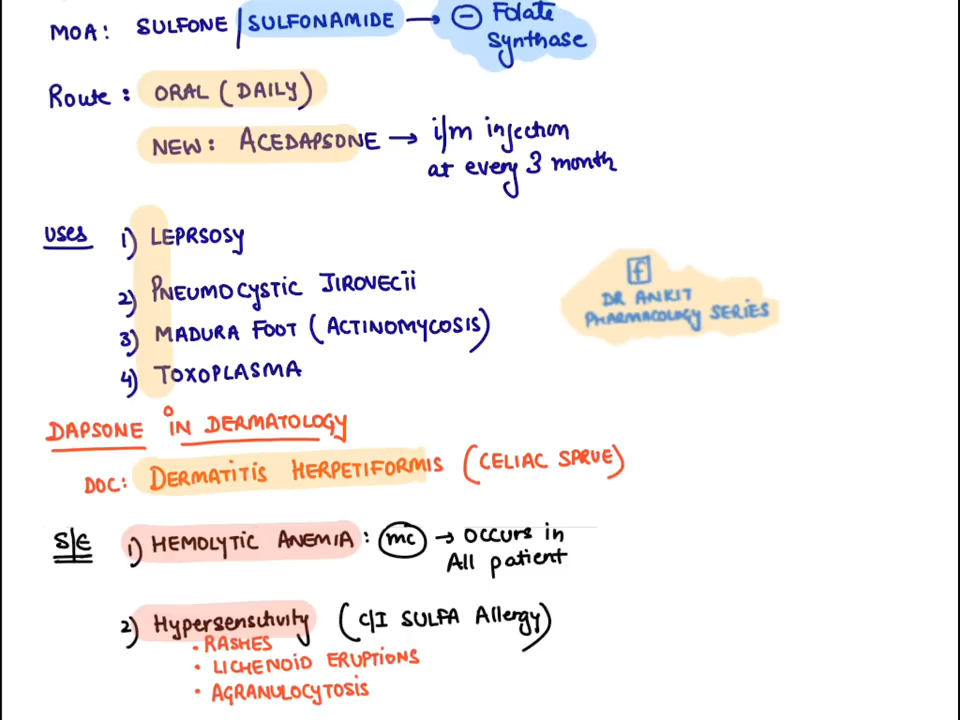 MOA: SULFONE | SULFONAMIDE → ⊖ Folate
synthase
Route: ORAL (DAILY)
NEW: ACEDAPSONE → i/m injection
at every 3 month
USES 1) LEPRSOSY
2) PNEUMOCYSTIC JIROVECII
3) MADURA FOOT (ACTINOMYCOSIS)
4) TOXOPLASMA
f
DR ANKIT
PHARMACOLOGY SERIES
DAPSONE IN DERMATOLOGY
DOC: DERMATITIS HERPETIFORMIS (CELIAC SPRUE)
S/E 1) HEMOLYTIC ANEMIA: mc → OCCURS in
All patient
2) Hypersensitivity (C/I SULFA Allergy)
• RASHES
• LICHENOID ERUPTIONS
• AGRANULOCYTOSIS